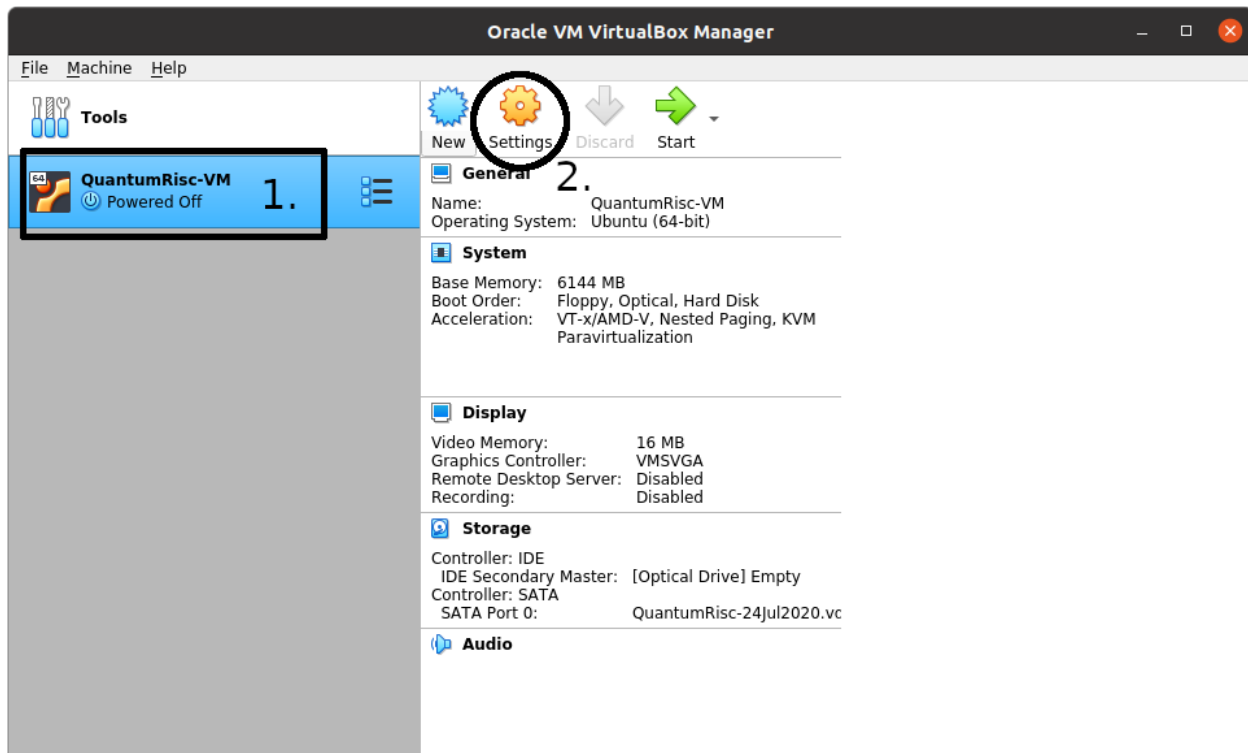 Oracle VM VirtualBox Manager
File Machine Help
Tools
New Settings Discard Start
64
QuantumRisc-VM
Powered Off
1.
2.
General
Name: QuantumRisc-VM
Operating System: Ubuntu (64-bit)
System
Base Memory: 6144 MB
Boot Order: Floppy, Optical, Hard Disk
Acceleration: VT-x/AMD-V, Nested Paging, KVM
Paravirtualization
Display
Video Memory: 16 MB
Graphics Controller: VMSVGA
Remote Desktop Server: Disabled
Recording: Disabled
Storage
Controller: IDE
IDE Secondary Master: [Optical Drive] Empty
Controller: SATA
SATA Port 0: QuantumRisc-24Jul2020.vd
Audio